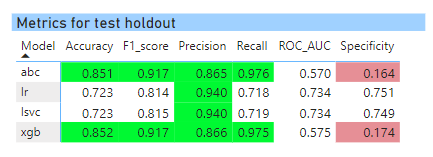 Metrics for test holdout
Model Accuracy F1_score Precision Recall ROC_AUC Specificity
abc 0.851 0.917 0.865 0.976 0.570 0.164
lr 0.723 0.814 0.940 0.718 0.734 0.751
lsvc 0.723 0.815 0.940 0.719 0.734 0.749
xgb 0.852 0.917 0.866 0.975 0.575 0.174